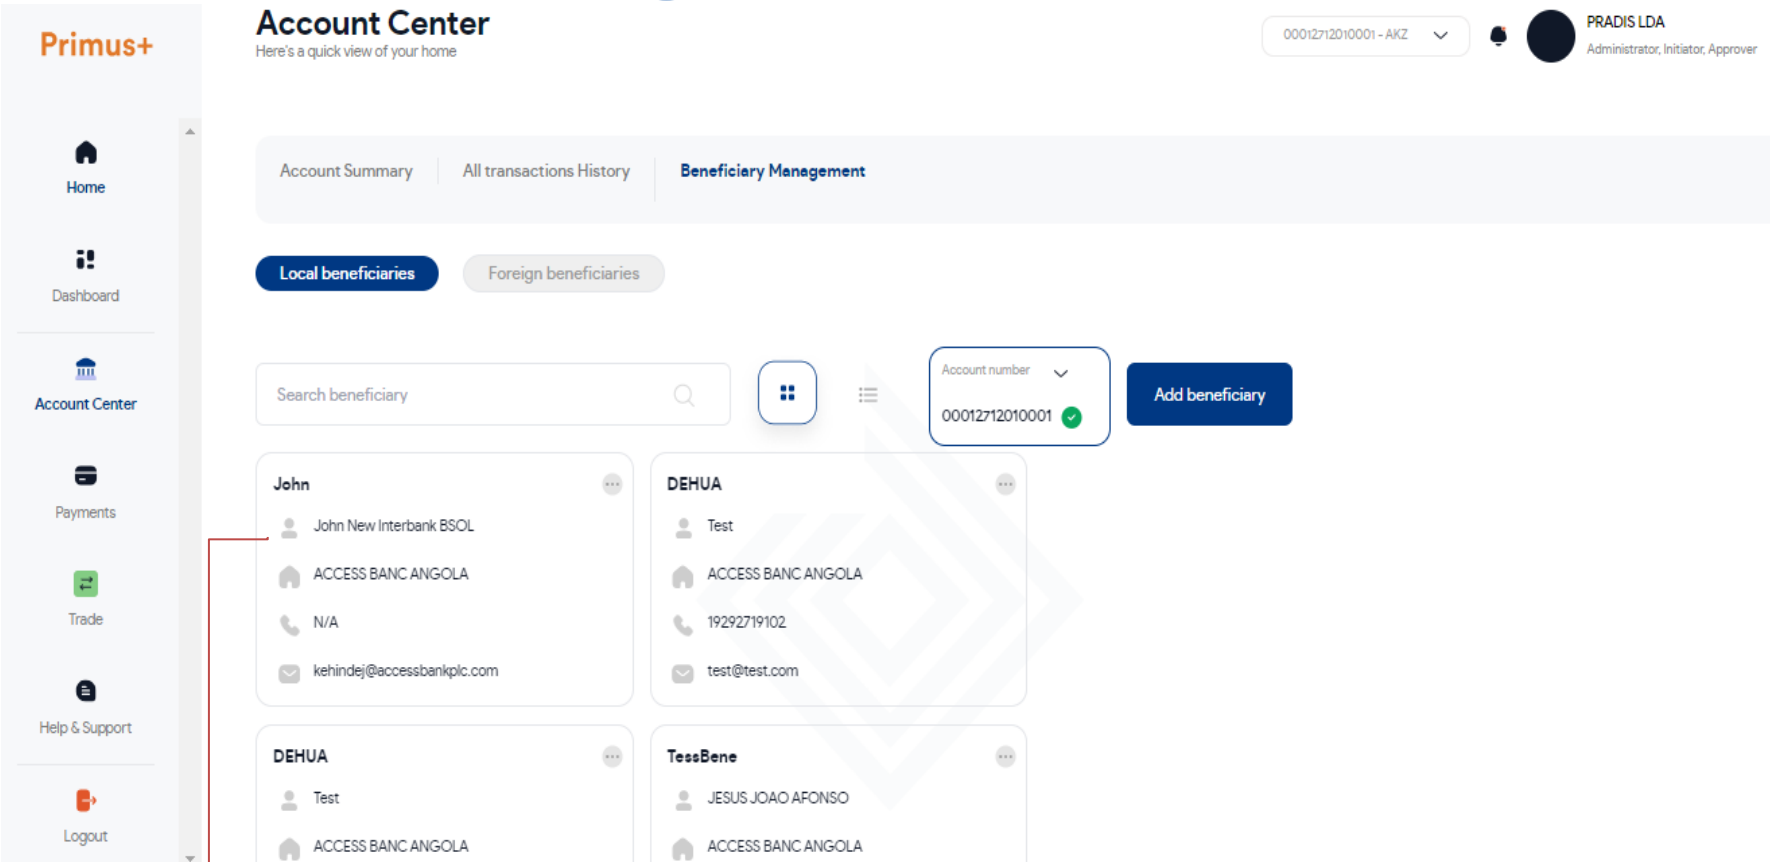 Primus+
Account Center
Here's a quick view of your home
00012712010001 - AKZ
PRADIS LDA
Administrator, Initiator, Approver
Home
Dashboard
Account Center
Payments
Trade
Help & Support
Logout
Account Summary
All transactions History
Beneficiary Management
Local beneficiaries
Foreign beneficiaries
Search beneficiary
Account number
00012712010001
Add beneficiary
John
John New Interbank BSOL
ACCESS BANC ANGOLA
N/A
kehindej@accessbankplc.com
DEHUA
Test
ACCESS BANC ANGOLA
19292719102
test@test.com
DEHUA
Test
ACCESS BANC ANGOLA
TessBene
JESUS JOAO AFONSO
ACCESS BANC ANGOLA